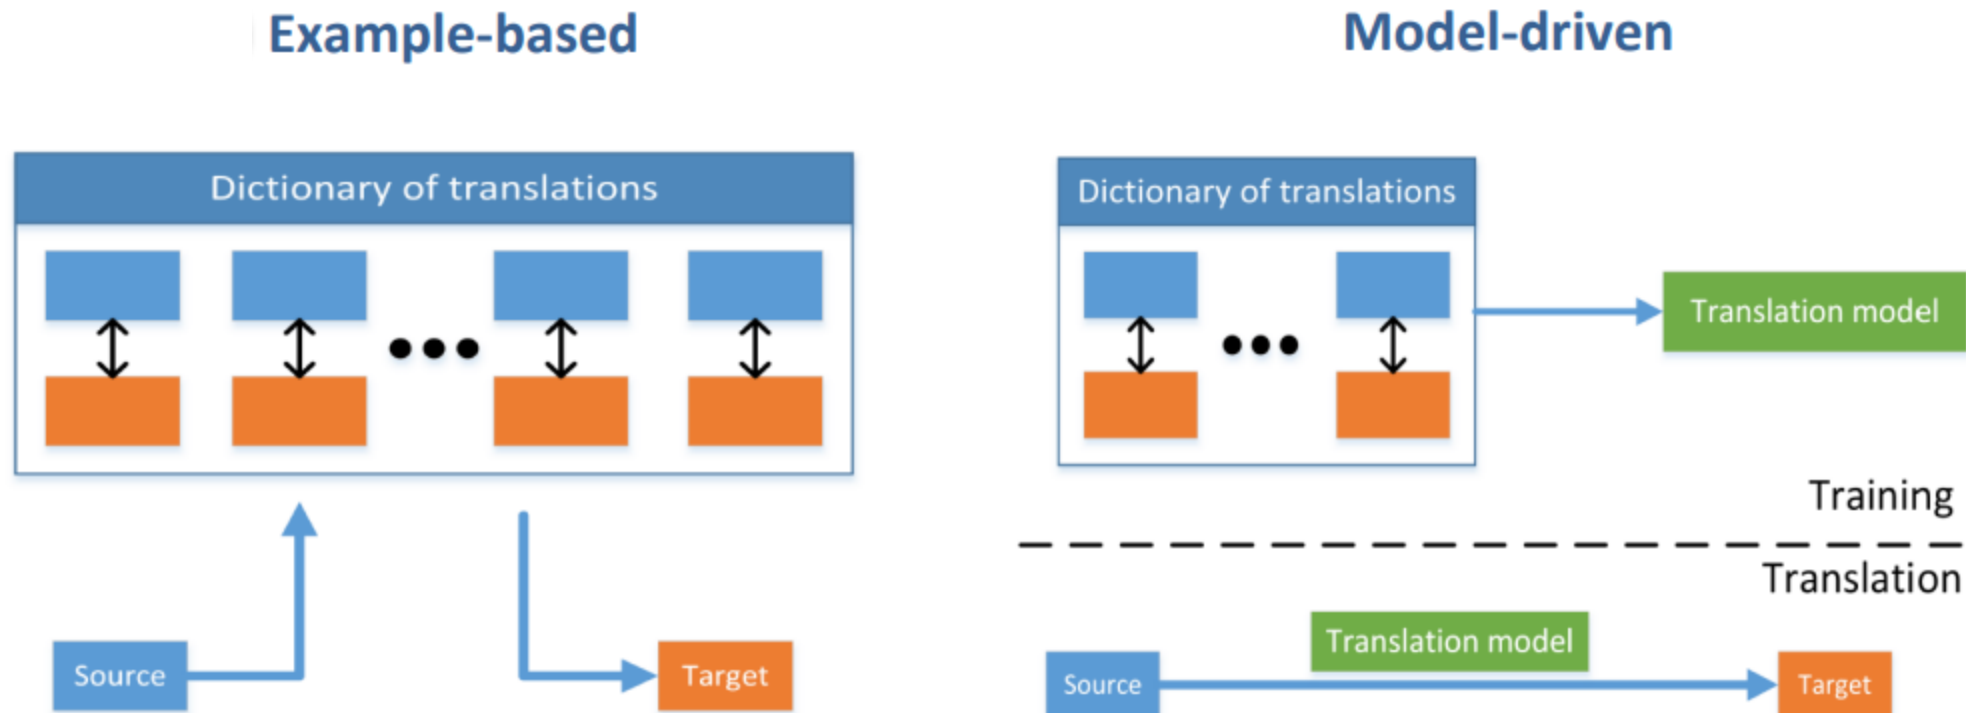 Example-based
Dictionary of translations
Source
Target
Model-driven
Dictionary of translations
Translation model
Training
Translation
Translation model
Source
Target